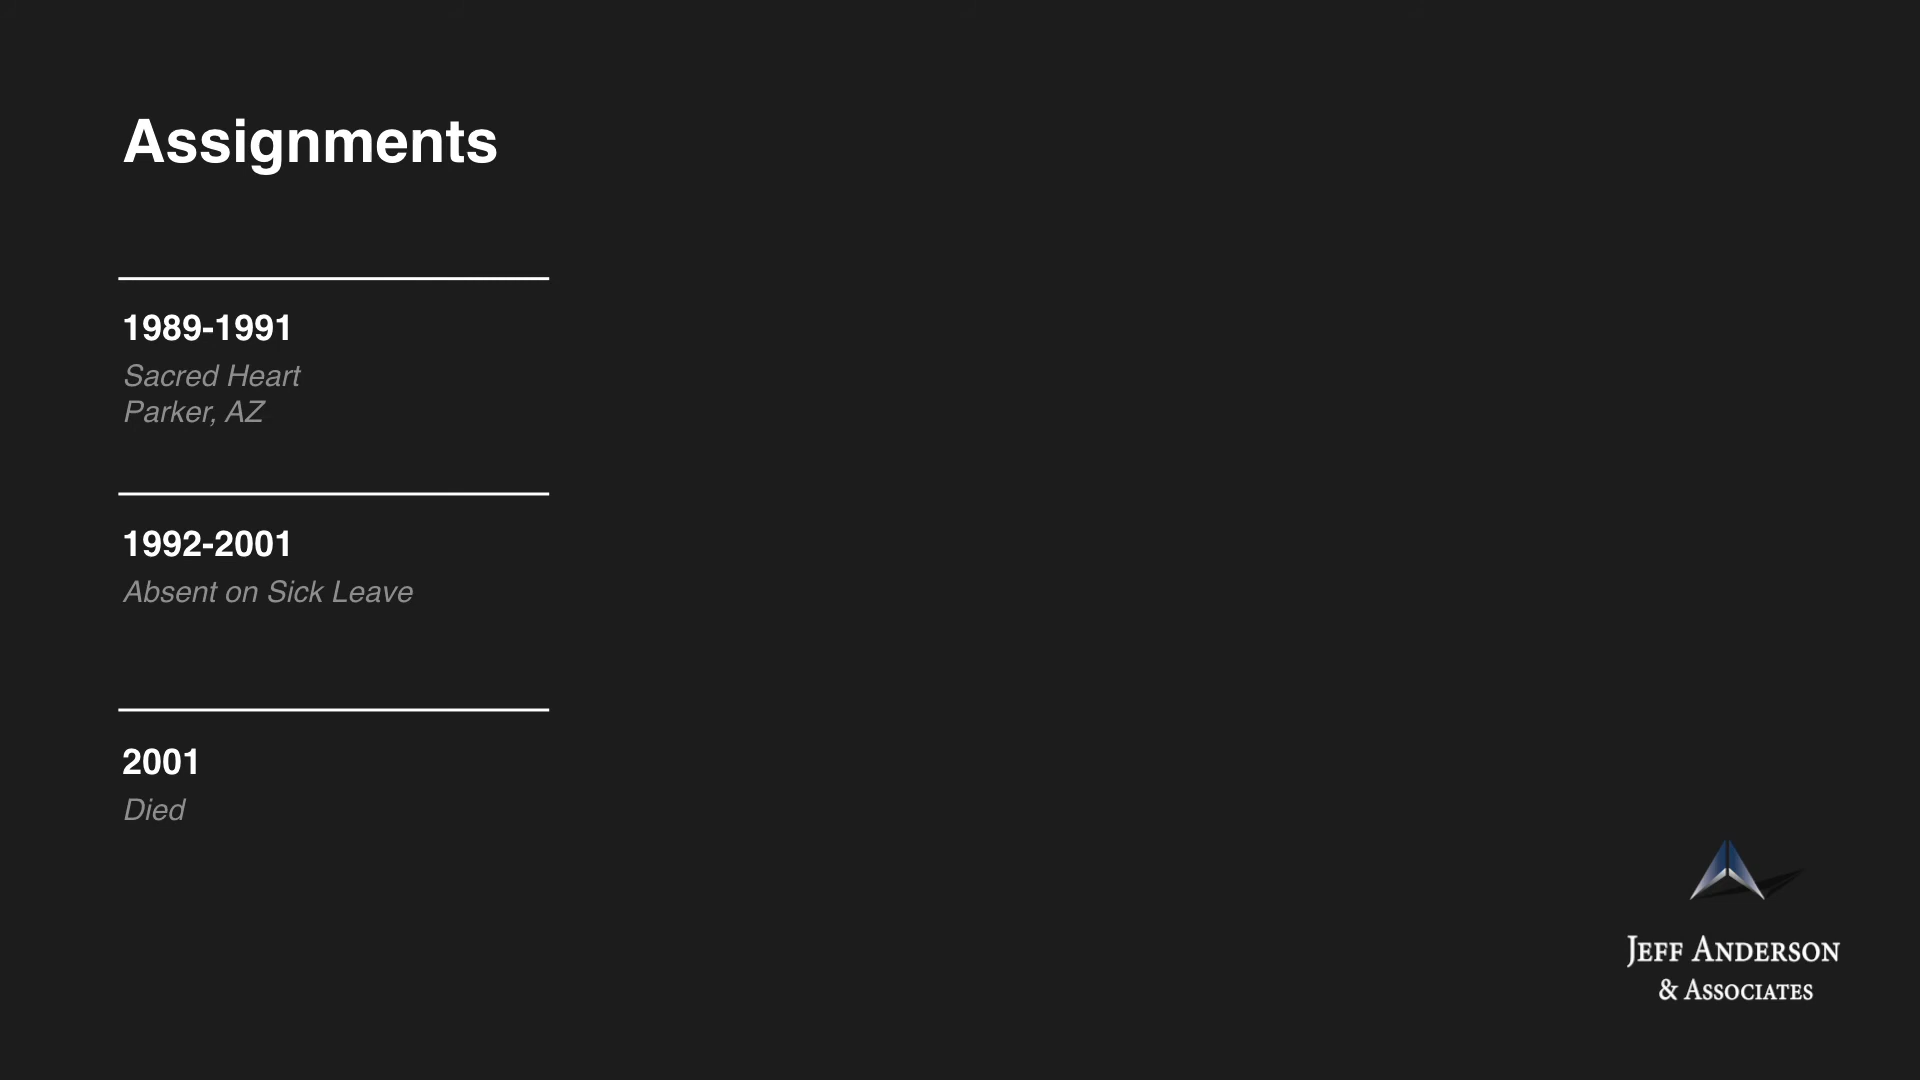 Assignments
1989-1991
Sacred Heart
Parker, AZ
1992-2001
Absent on Sick Leave
2001
Died
Jeff Anderson
& Associates